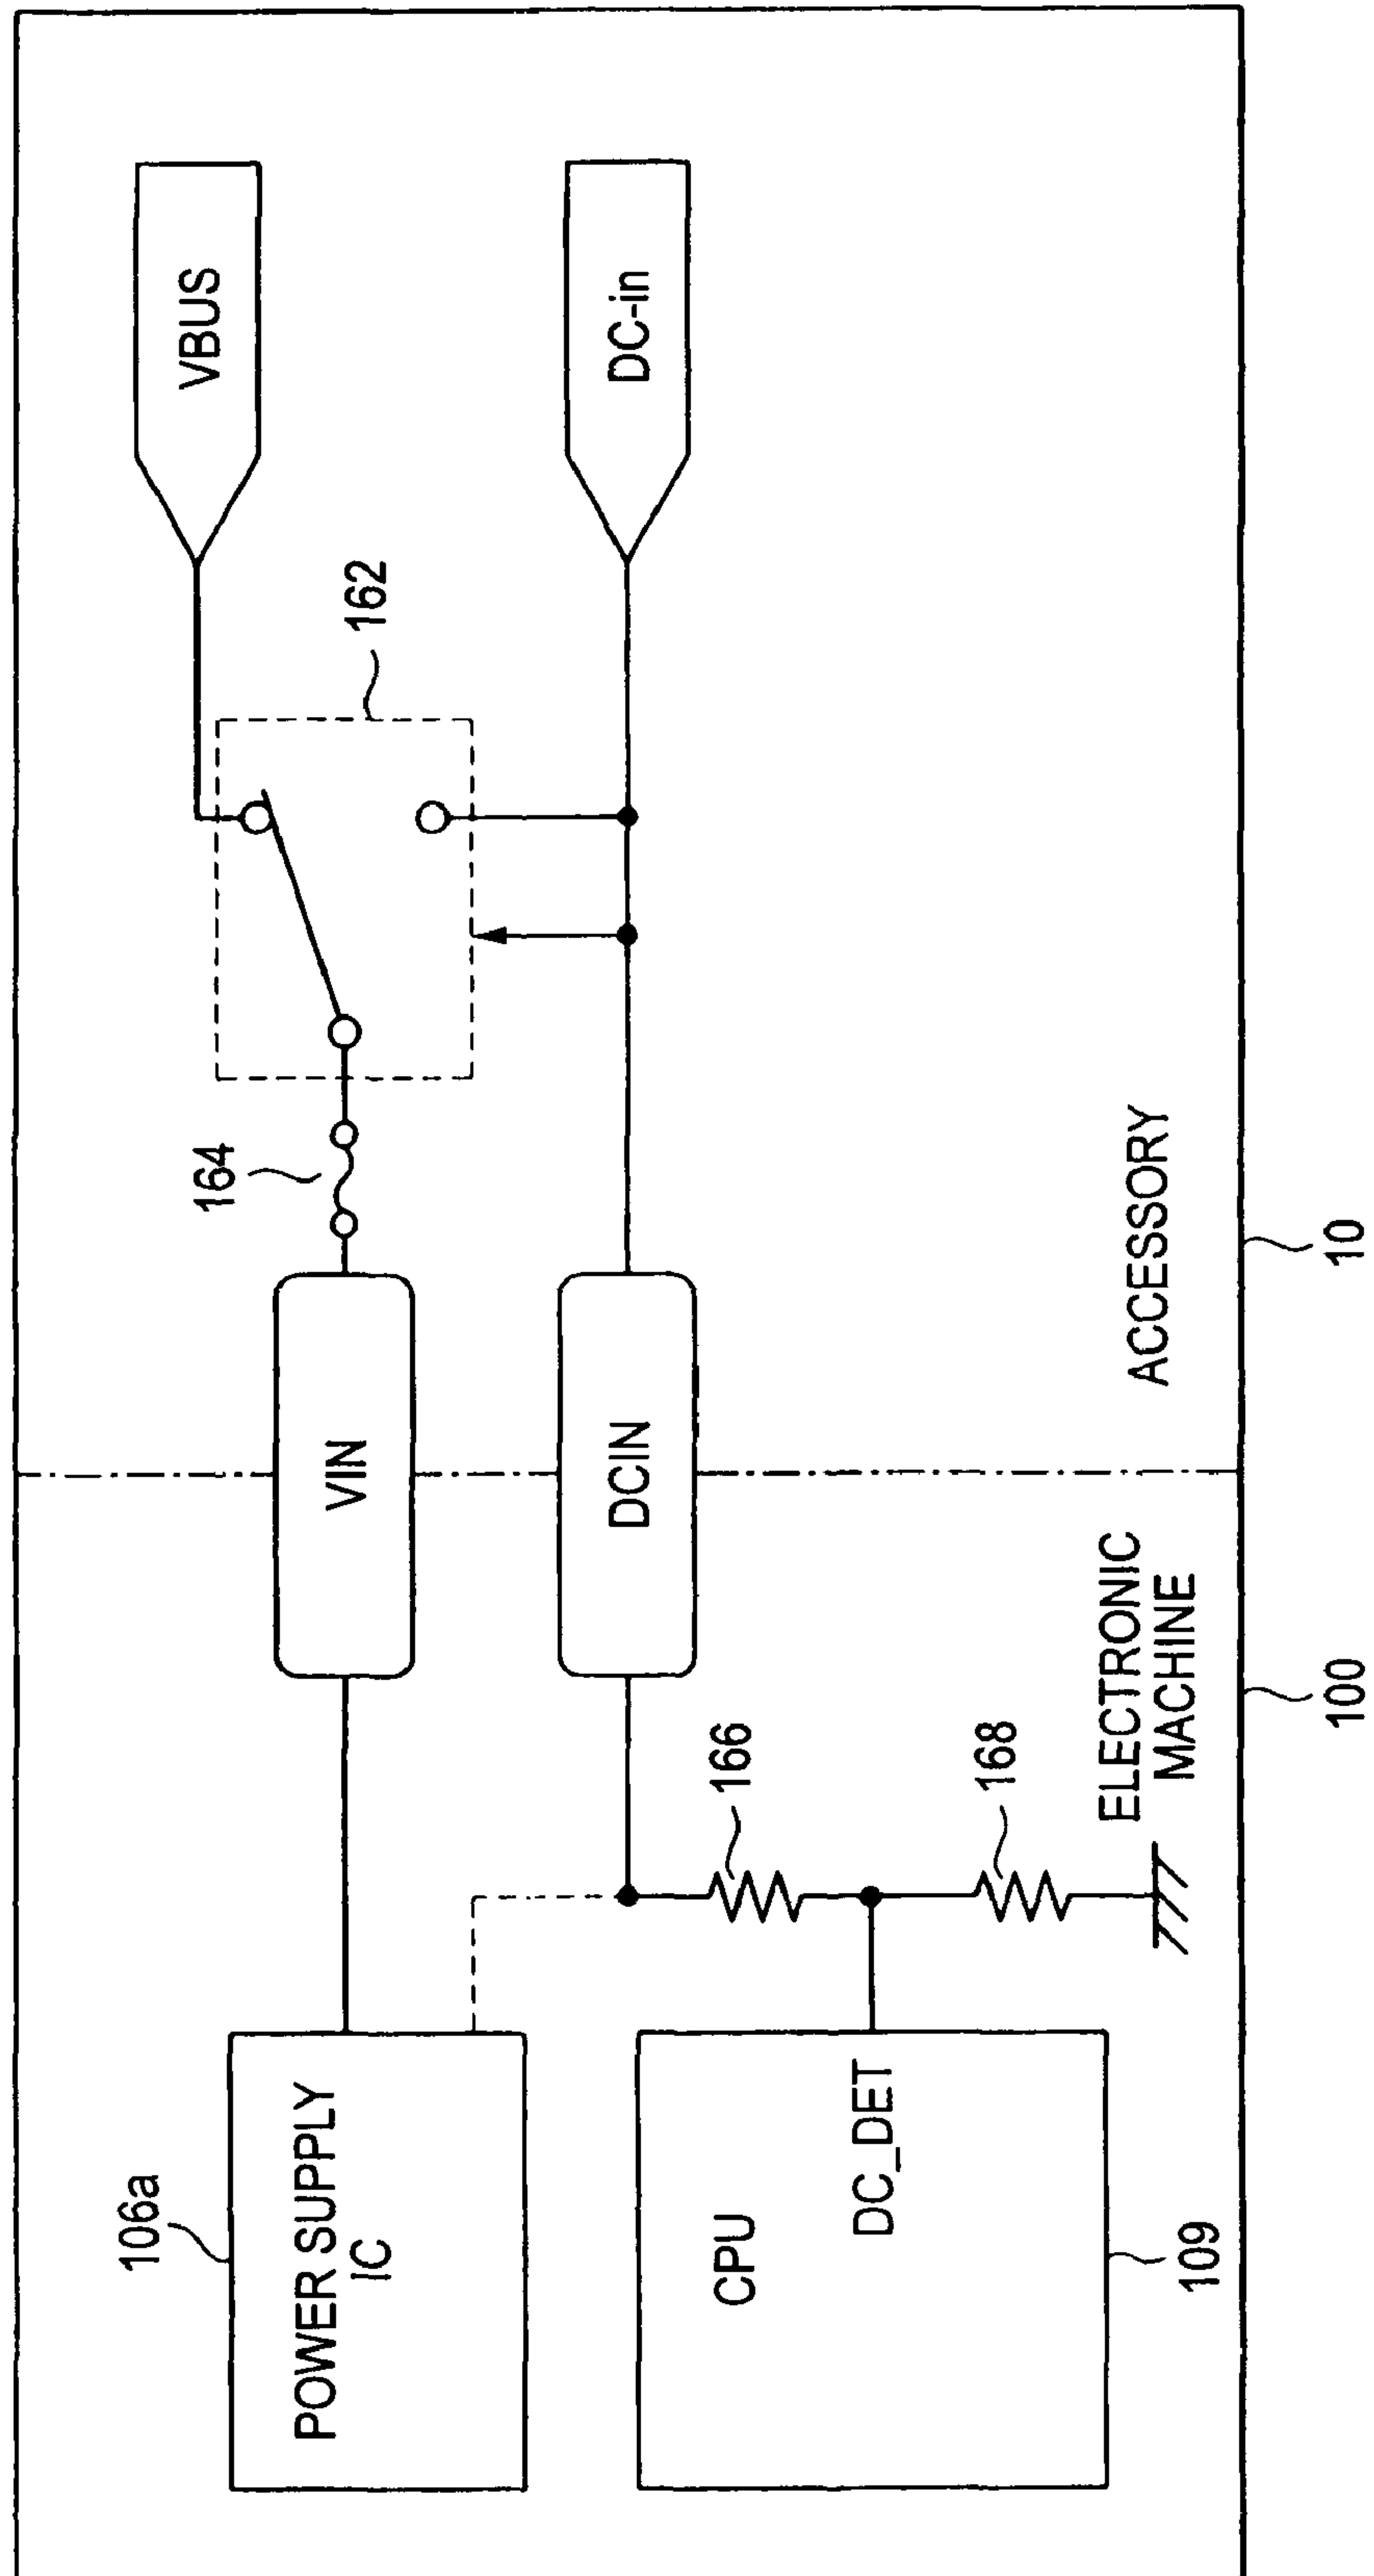 106a
POWER SUPPLY
IC
VIN
164
162
VBUS
DCIN
DC-in
CPU
DC_DET
166
168
109
ELECTRONIC
MACHINE
ACCESSORY
100
10